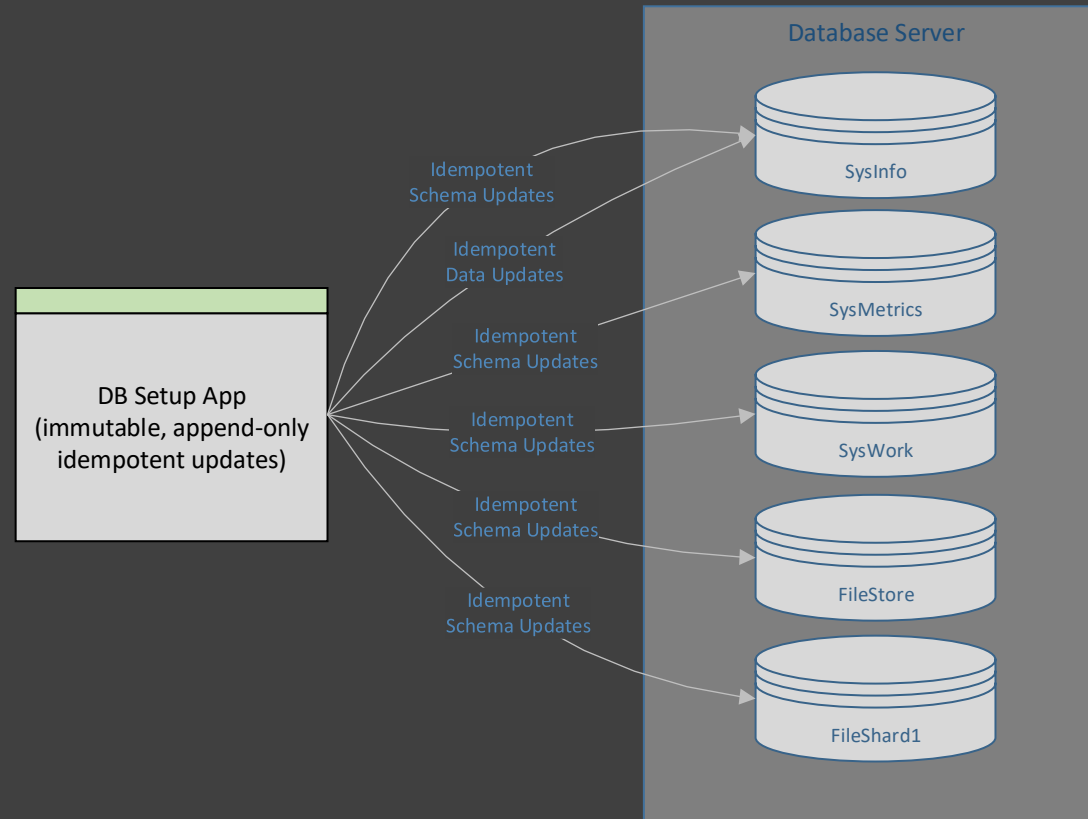 Database Server
Idempotent
Schema Updates
SysInfo
Idempotent
Data Updates
SysMetrics
Idempotent
Schema Updates
DB Setup App
(immutable, append-only
idempotent updates)
Idempotent
Schema Updates
SysWork
Idempotent
Schema Updates
FileStore
Idempotent
Schema Updates
FileShard1